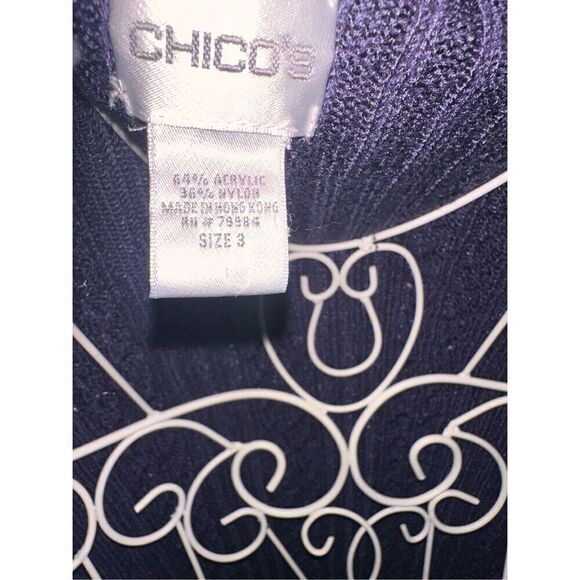 CHICO's
64% ACRYLIC
36% NYLON
MADE IN HONG KONG
RN # 79984
SIZE 3